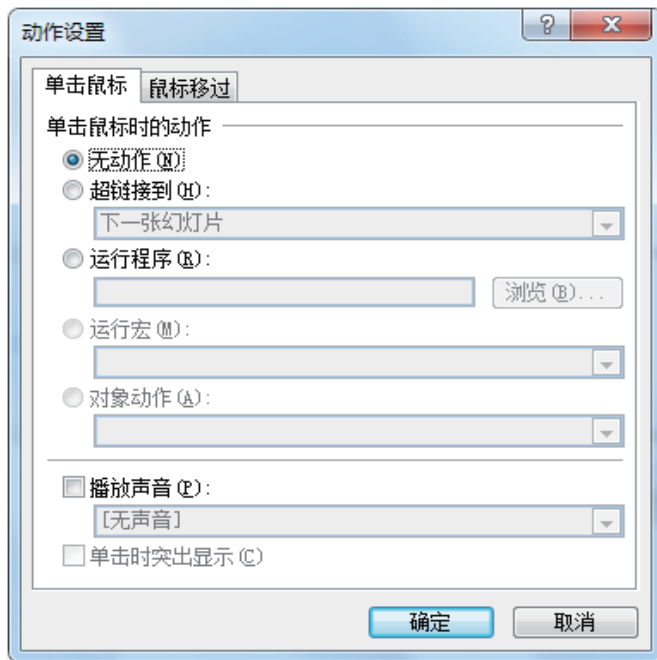 动作设置
单击鼠标 鼠标移过
单击鼠标时的动作
无动作(N)
超链接到(H):
下一张幻灯片
运行程序(R):
浏览(B)...
运行宏(M):
对象动作(A):
播放声音(P):
[无声音]
单击时突出显示(C)
确定 取消